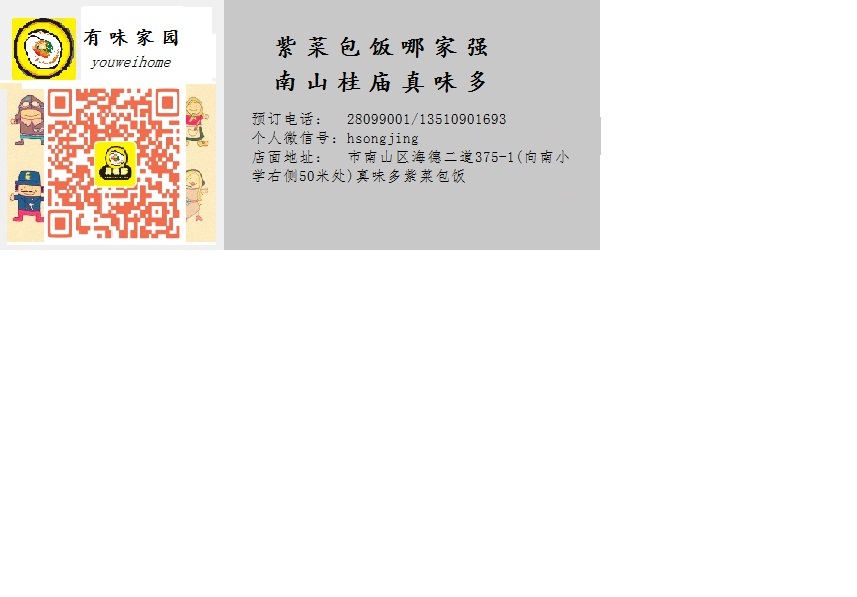 有味家园
youweihome
紫菜包饭哪家强
南山桂庙真味多
预订电话： 28099001/13510901693
个人微信号：hsongjing
店面地址： 市南山区海德二道375-1(向南小
学右侧50米处)真味多紫菜包饭